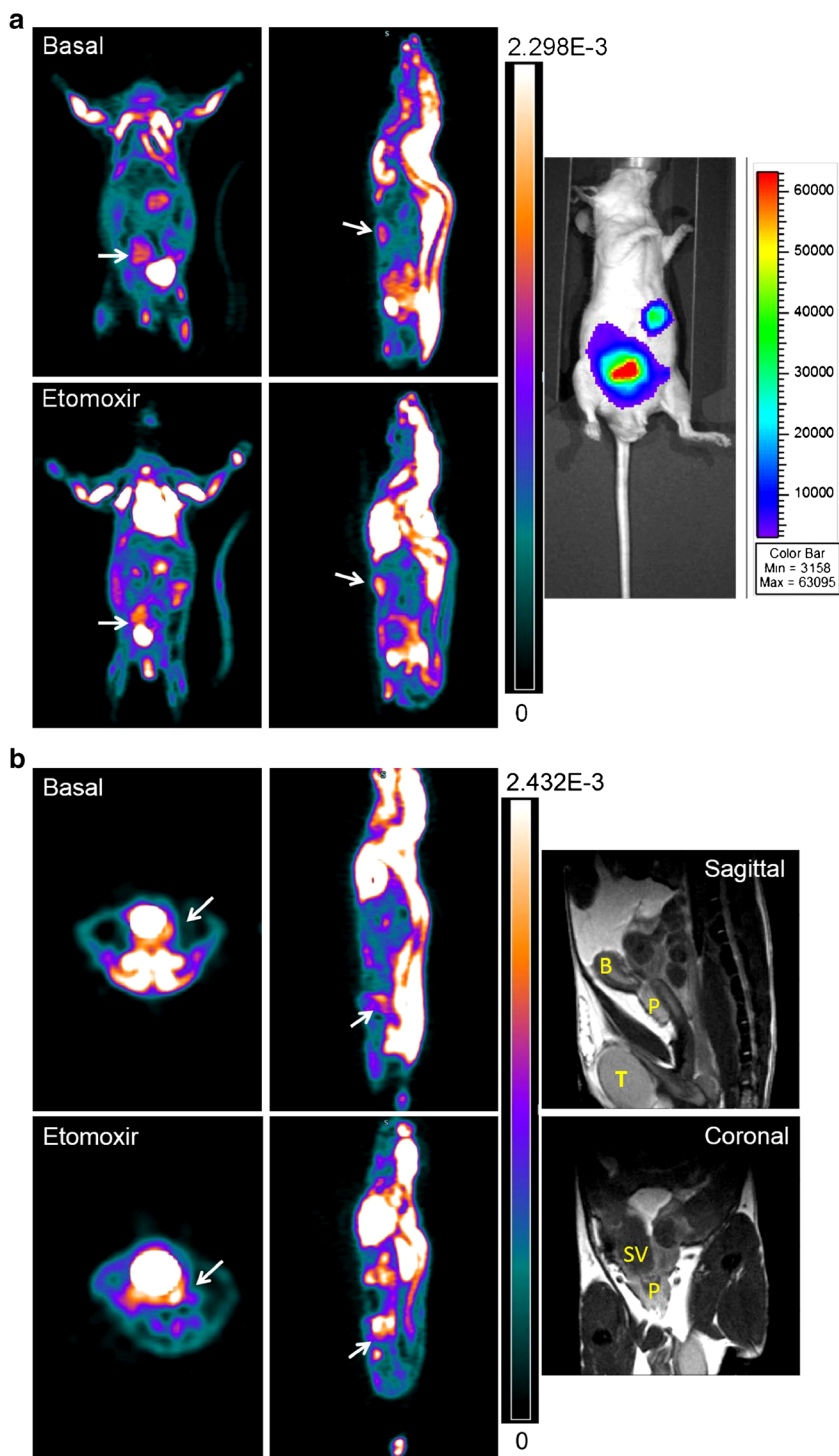 a
Basal
s
2.298E-3
60000
50000
40000
30000
20000
10000
Color Bar
Min = 3158
Max = 63095
Etomoxir
0
b
Basal
s
2.432E-3
Sagittal
B
P
T
Etomoxir
s
Coronal
SV
P
0